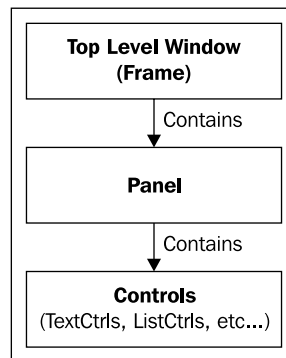 Top Level Window
(Frame)
Contains
Panel
Contains
Controls
(TextCtrls, ListCtrls, etc...)